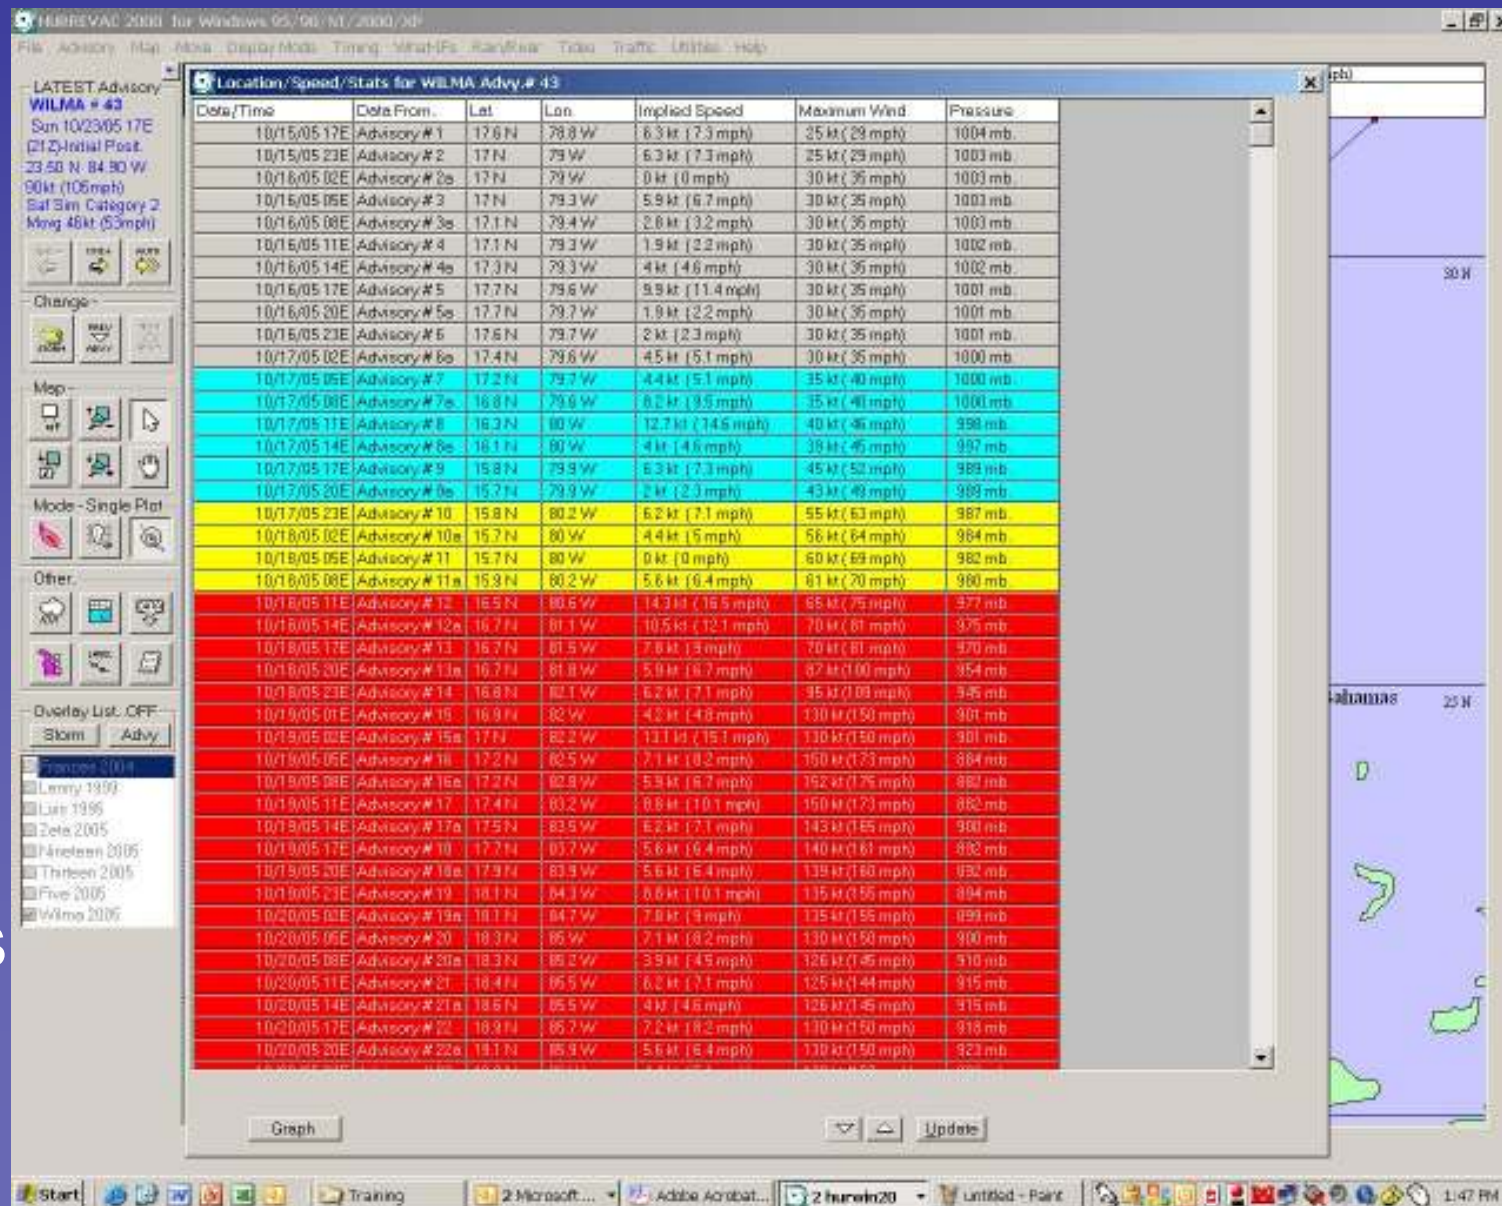 HURREVAC 2000 for Windows 95/98/NT/2000/XP
File Advisory Map Move Display Mode Timing What-IFs Rain/River Tides Traffic Utilities Help
LATEST Advisory
WILMA # 43
Sun 10/23/05 17E
(21Z)-Initial Posit.
23.50 N 84.90 W
90kt (105mph)
Saf Sim Category 2
Movg 46kt (53mph)
Change -
Map -
Mode - Single Plot
Other.
Overlay List. OFF
Storm Advy
Frances 2004
Lenny 1999
Luis 1995
Zeta 2005
Nineteen 2005
Thirteen 2005
Five 2005
Wilma 2005
Location/Speed/Stats for WILMA Advy.# 43
Date/Time Data From.. Lat Lon. Implied Speed Maximum Wind Pressure
10/15/05 17E Advisory # 1 17.6 N 78.8 W 6.3 kt (7.3 mph) 25 kt ( 29 mph) 1004 mb.
10/15/05 23E Advisory # 2 17 N 79 W 6.3 kt (7.3 mph) 25 kt ( 29 mph) 1003 mb.
10/16/05 02E Advisory # 2a 17 N 79 W 0 kt (0 mph) 30 kt ( 35 mph) 1003 mb.
10/16/05 05E Advisory # 3 17 N 79.3 W 5.9 kt (6.7 mph) 30 kt ( 35 mph) 1003 mb.
10/16/05 08E Advisory # 3a 17.1 N 79.4 W 2.8 kt (3.2 mph) 30 kt ( 35 mph) 1003 mb.
10/16/05 11E Advisory # 4 17.1 N 79.3 W 1.9 kt (2.2 mph) 30 kt ( 35 mph) 1002 mb.
10/16/05 14E Advisory # 4a 17.3 N 79.3 W 4 kt (4.6 mph) 30 kt ( 35 mph) 1002 mb.
10/16/05 17E Advisory # 5 17.7 N 79.6 W 9.9 kt (11.4 mph) 30 kt ( 35 mph) 1001 mb.
10/16/05 20E Advisory # 5a 17.7 N 79.7 W 1.9 kt (2.2 mph) 30 kt ( 35 mph) 1001 mb.
10/16/05 23E Advisory # 6 17.6 N 79.7 W 2 kt (2.3 mph) 30 kt ( 35 mph) 1001 mb.
10/17/05 02E Advisory # 6a 17.4 N 79.6 W 4.5 kt (5.1 mph) 30 kt ( 35 mph) 1000 mb.
10/17/05 05E Advisory # 7 17.2 N 79.7 W 4.4 kt (5.1 mph) 35 kt ( 40 mph) 1000 mb.
10/17/05 08E Advisory # 7a 16.8 N 79.6 W 8.2 kt (9.5 mph) 35 kt ( 40 mph) 1000 mb.
10/17/05 11E Advisory # 8 16.3 N 80 W 12.7 kt (14.6 mph) 40 kt ( 46 mph) 998 mb.
10/17/05 14E Advisory # 8a 16.1 N 80 W 4 kt (4.6 mph) 39 kt ( 45 mph) 997 mb.
10/17/05 17E Advisory # 9 15.8 N 79.9 W 6.3 kt (7.3 mph) 45 kt ( 52 mph) 989 mb.
10/17/05 20E Advisory # 9a 15.7 N 79.9 W 2 kt (2.3 mph) 43 kt ( 49 mph) 989 mb.
10/17/05 23E Advisory # 10 15.8 N 80.2 W 6.2 kt (7.1 mph) 55 kt ( 63 mph) 987 mb.
10/18/05 02E Advisory # 10a 15.7 N 80 W 4.4 kt (5 mph) 56 kt ( 64 mph) 984 mb.
10/18/05 05E Advisory # 11 15.7 N 80 W 0 kt (0 mph) 60 kt ( 69 mph) 982 mb.
10/18/05 08E Advisory # 11a 15.9 N 80.2 W 5.6 kt (6.4 mph) 61 kt ( 70 mph) 980 mb.
10/18/05 11E Advisory # 12 16.5 N 80.6 W 14.3 kt (16.5 mph) 65 kt ( 75 mph) 977 mb.
10/18/05 14E Advisory # 12a 16.7 N 81.1 W 10.5 kt (12.1 mph) 70 kt ( 81 mph) 975 mb.
10/18/05 17E Advisory # 13 16.7 N 81.5 W 7.8 kt (9 mph) 70 kt ( 81 mph) 970 mb.
10/18/05 20E Advisory # 13a 16.7 N 81.8 W 5.9 kt (6.7 mph) 87 kt (100 mph) 954 mb.
10/18/05 23E Advisory # 14 16.8 N 82.1 W 6.2 kt (7.1 mph) 95 kt (109 mph) 945 mb.
10/19/05 01E Advisory # 15 16.9 N 82 W 4.2 kt (4.8 mph) 130 kt (150 mph) 901 mb.
10/19/05 02E Advisory # 15a 17 N 82.2 W 13.1 kt (15.1 mph) 130 kt (150 mph) 901 mb.
10/19/05 05E Advisory # 16 17.2 N 82.5 W 7.1 kt (8.2 mph) 150 kt (173 mph) 884 mb.
10/19/05 08E Advisory # 16a 17.2 N 82.8 W 5.9 kt (6.7 mph) 152 kt (175 mph) 882 mb.
10/19/05 11E Advisory # 17 17.4 N 83.2 W 8.8 kt (10.1 mph) 150 kt (173 mph) 882 mb.
10/19/05 14E Advisory # 17a 17.5 N 83.5 W 6.2 kt (7.1 mph) 143 kt (165 mph) 900 mb.
10/19/05 17E Advisory # 18 17.7 N 83.7 W 5.6 kt (6.4 mph) 140 kt (161 mph) 892 mb.
10/19/05 20E Advisory # 18a 17.9 N 83.9 W 5.6 kt (6.4 mph) 139 kt (160 mph) 892 mb.
10/19/05 23E Advisory # 19 18.1 N 84.3 W 8.8 kt (10.1 mph) 135 kt (155 mph) 894 mb.
10/20/05 02E Advisory # 19a 18.1 N 84.7 W 7.8 kt (9 mph) 135 kt (155 mph) 899 mb.
10/20/05 05E Advisory # 20 18.3 N 85 W 7.1 kt (8.2 mph) 130 kt (150 mph) 900 mb.
10/20/05 08E Advisory # 20a 18.3 N 85.2 W 3.9 kt (4.5 mph) 126 kt (145 mph) 910 mb.
10/20/05 11E Advisory # 21 18.4 N 85.5 W 6.2 kt (7.1 mph) 125 kt (144 mph) 915 mb.
10/20/05 14E Advisory # 21a 18.6 N 85.5 W 4 kt (4.6 mph) 126 kt (145 mph) 915 mb.
10/20/05 17E Advisory # 22 18.9 N 85.7 W 7.2 kt (8.2 mph) 130 kt (150 mph) 918 mb.
10/20/05 20E Advisory # 22a 19.1 N 85.9 W 5.6 kt (6.4 mph) 130 kt (150 mph) 923 mb.
Graph Update
ph)
30 N
Bahamas 25 N
s
Start Training 2 Microsoft ... Adobe Acrobat... 2 hurwin20 untitled - Paint 1:47 PM